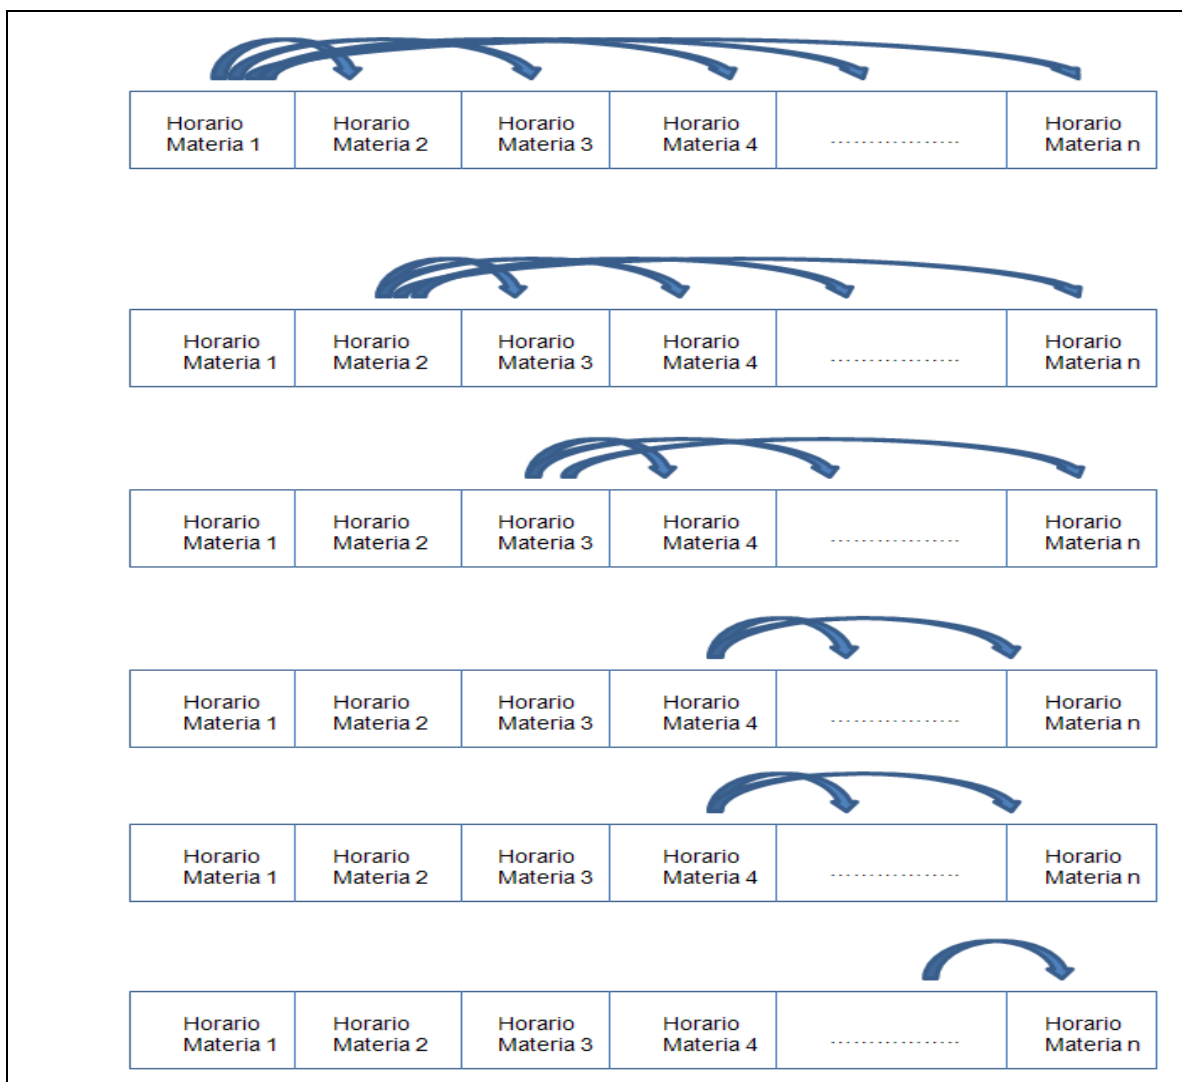 Horario Horario Horario Horario Horario
Materia 1 Materia 2 Materia 3 Materia 4 ................. Materia n
Horario Horario Horario Horario Horario
Materia 1 Materia 2 Materia 3 Materia 4 ................. Materia n
Horario Horario Horario Horario Horario
Materia 1 Materia 2 Materia 3 Materia 4 ................. Materia n
Horario Horario Horario Horario Horario
Materia 1 Materia 2 Materia 3 Materia 4 ................. Materia n
Horario Horario Horario Horario Horario
Materia 1 Materia 2 Materia 3 Materia 4 ................. Materia n
Horario Horario Horario Horario Horario
Materia 1 Materia 2 Materia 3 Materia 4 ................. Materia n